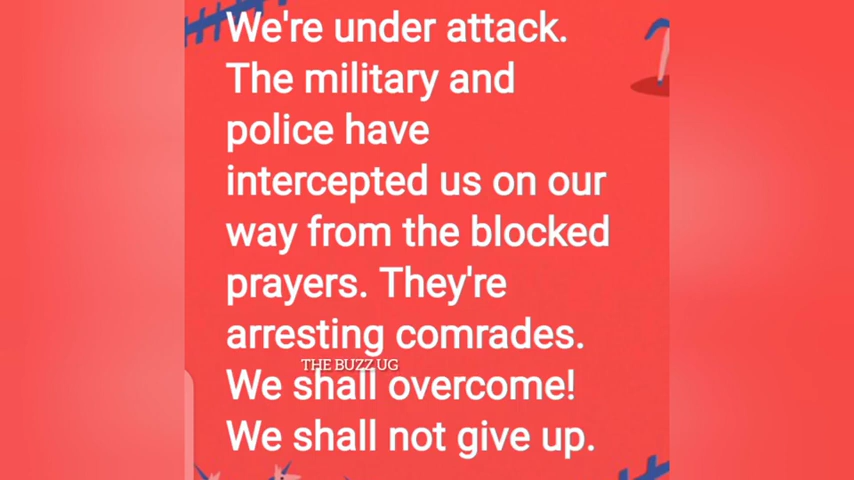 We're under attack.
The military and
police have
intercepted us on our
way from the blocked
prayers. They're
arresting comrades.
THE BUZZ UG
We shall overcome!
We shall not give up.